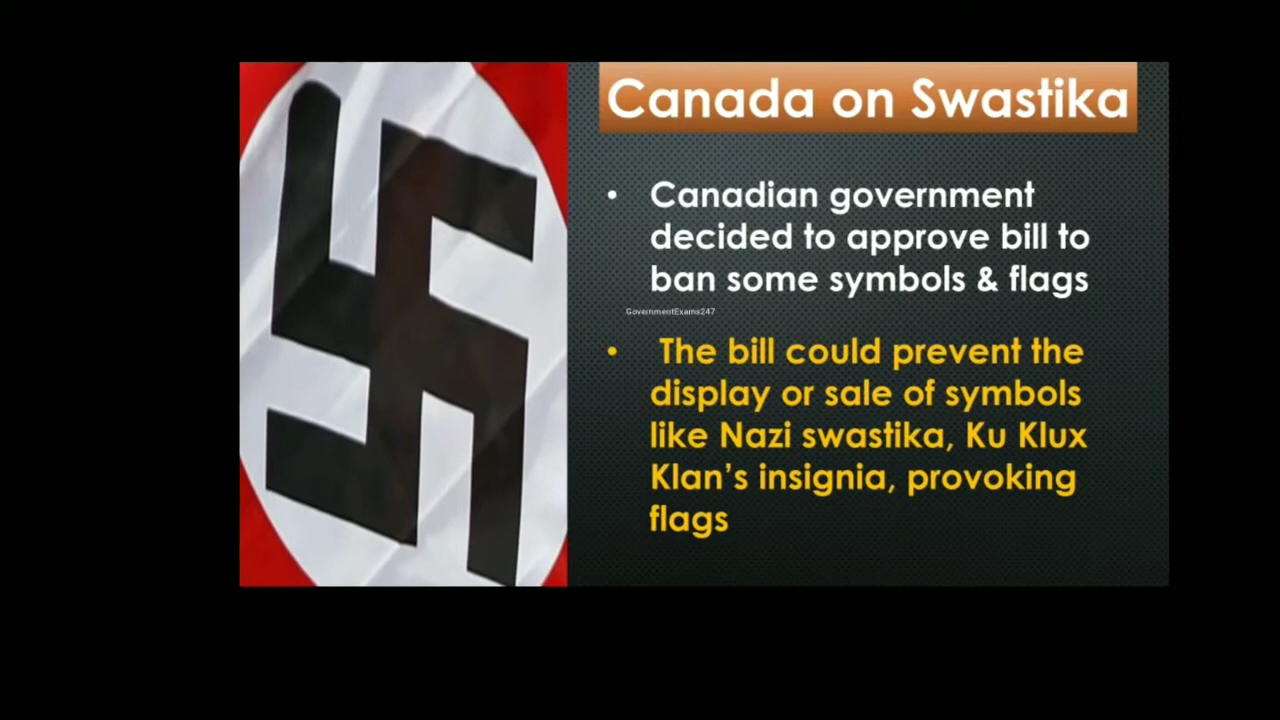 Canada on Swastika
• Canadian government
decided to approve bill to
ban some symbols & flags
GovernmentExams247
• The bill could prevent the
display or sale of symbols
like Nazi swastika, Ku Klux
Klan’s insignia, provoking
flags